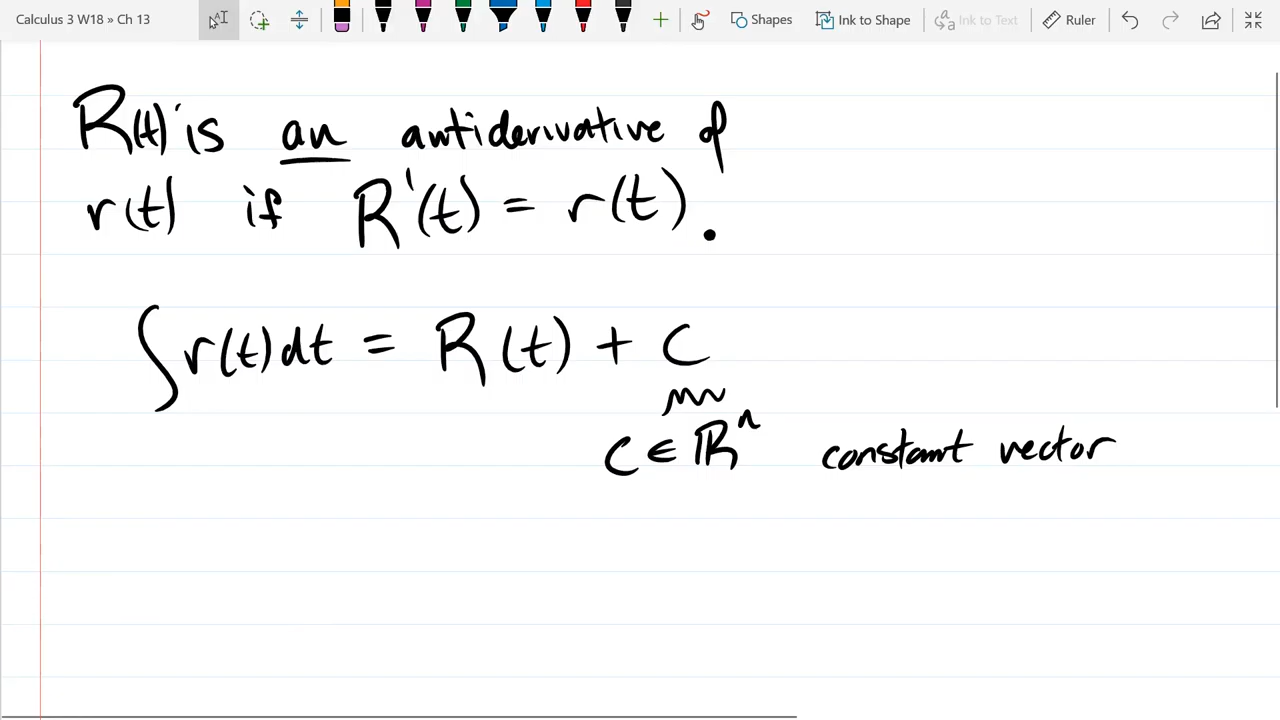 Calculus 3 W18 » Ch 13
Shapes
Ink to Shape
Ink to Text
Ruler
R(t) is an antiderivative of
r(t) if R'(t) = r(t).
∫r(t)dt = R(t) + C
C ∈ ℝⁿ constant vector